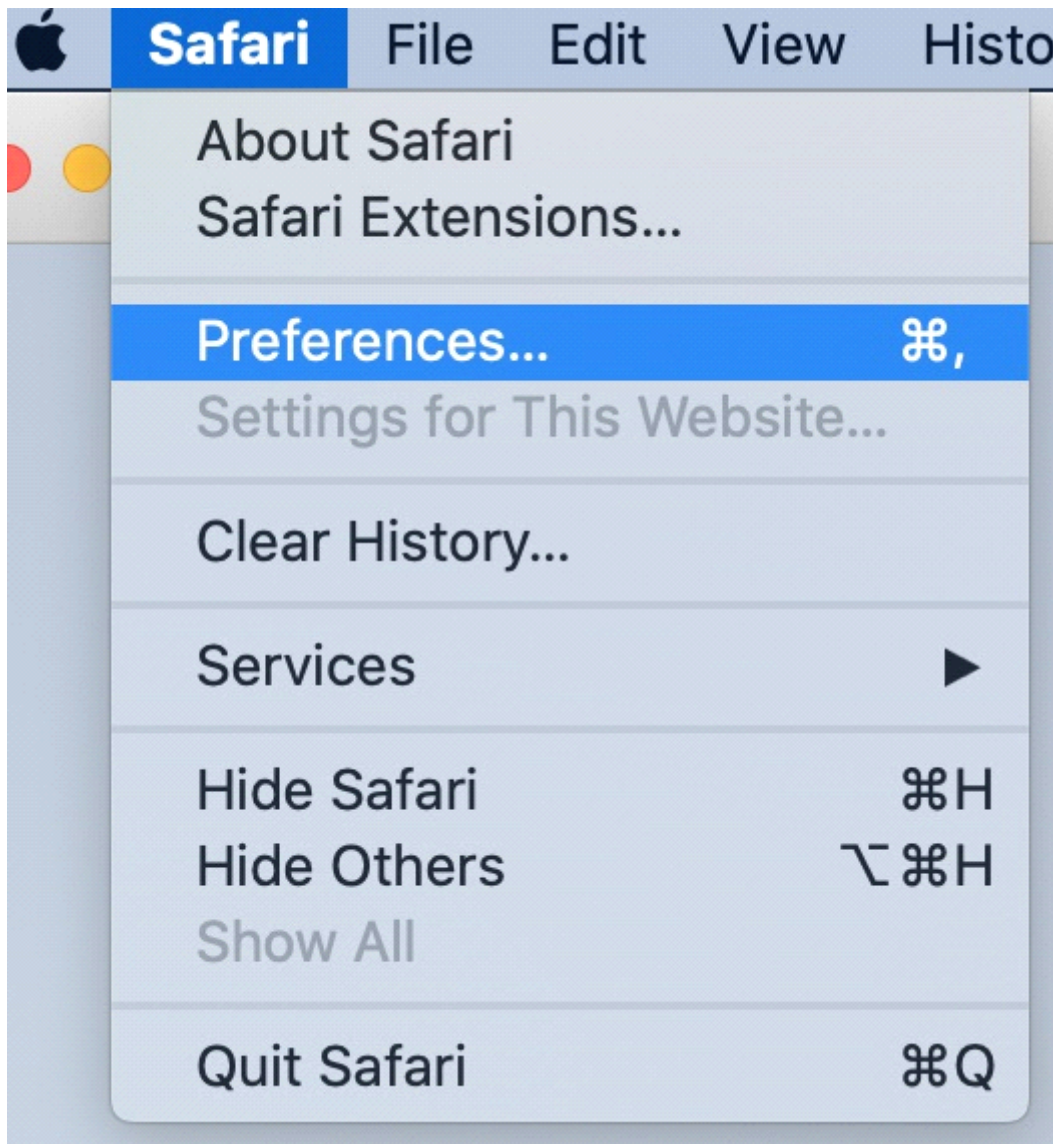 Safari File Edit View Histo
About Safari
Safari Extensions...
Preferences... ⌘,
Settings for This Website...
Clear History...
Services ▶
Hide Safari ⌘H
Hide Others ⌥⌘H
Show All
Quit Safari ⌘Q